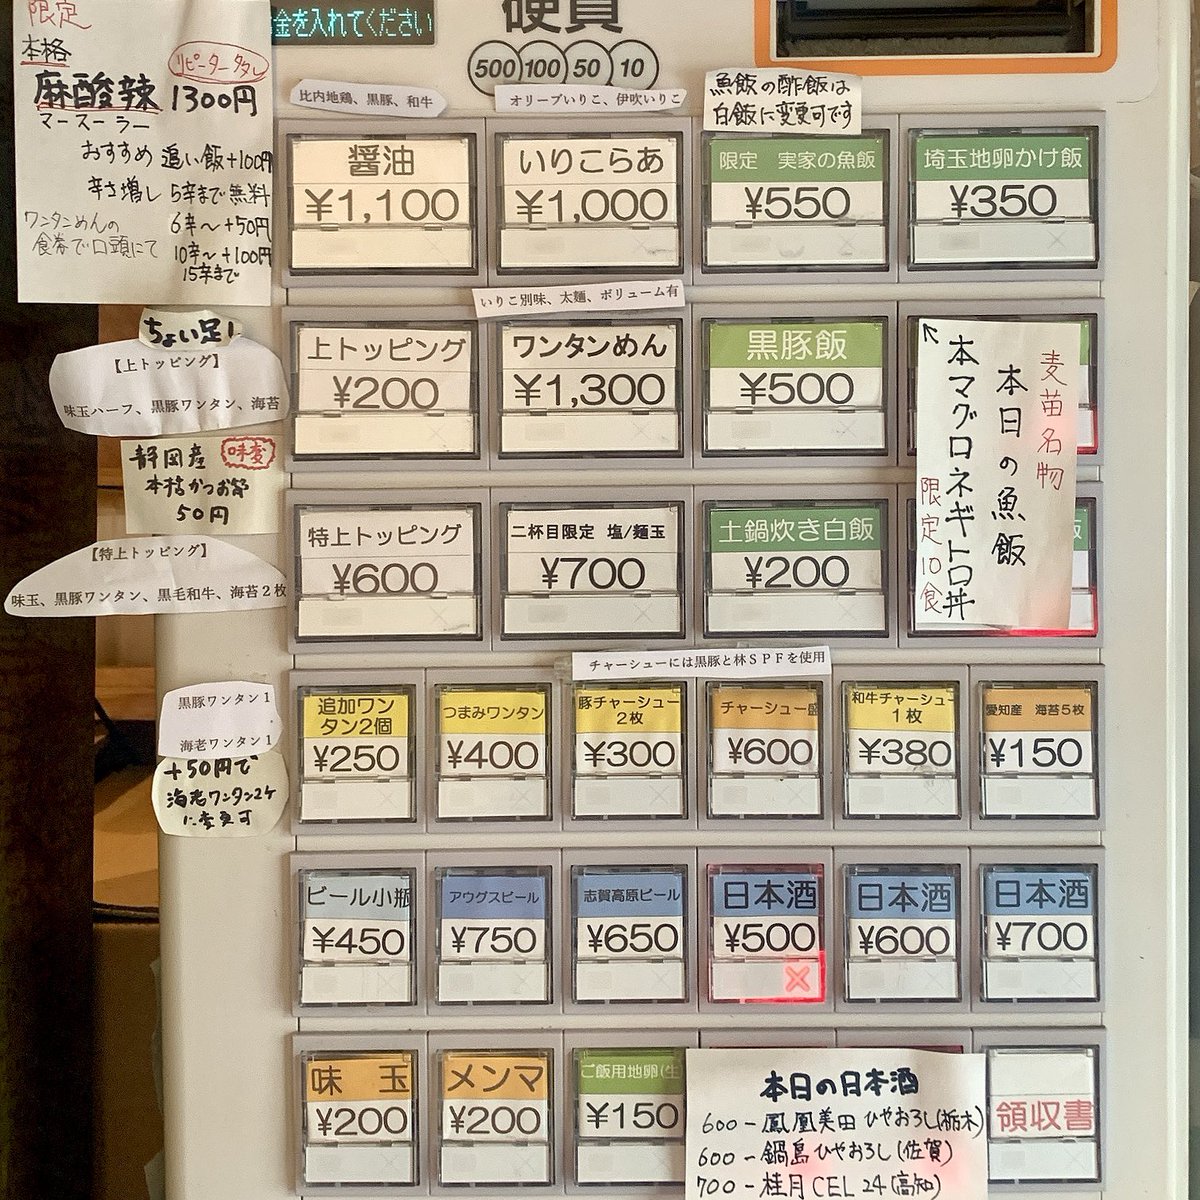 限定
本格
リピーター多し
麻酸辣 1300円
マースーラー
おすすめ 追い飯+100円
辛さ増し 5辛まで無料
ワンタンめんの 6辛〜+50円
食券で口頭にて 10辛〜+100円
15辛まで
金を入れてください
硬貨
500 100 50 10
比内地鶏、黒豚、和牛
オリーブいりこ、伊吹いりこ
魚飯の酢飯は
白飯に変更可です
醤油
¥1,100
いりこらあ
¥1,000
限定 実家の魚飯
¥550
埼玉地卵かけ飯
¥350
いりこ別味、太麺、ボリューム有
ちょい足し
【上トッピング】
味玉ハーフ、黒豚ワンタン、海苔
上トッピング
¥200
ワンタンめん
¥1,300
黒豚飯
¥500
麦苗名物
本日の魚飯
本マグロネギトロ丼
限定10食
静岡産 味変
本格かつお節
50円
【特上トッピング】
味玉、黒豚ワンタン、黒毛和牛、海苔2枚
特上トッピング
¥600
二杯目限定 塩/麺玉
¥700
土鍋炊き白飯
¥200
飯
チャーシューには黒豚と林SPFを使用
黒豚ワンタン1
海老ワンタン1
+50円で
海老ワンタン2ケ
に変更可
追加ワン
タン2個
¥250
つまみワンタン
¥400
豚チャーシュー
2枚
¥300
チャーシュー盛
¥600
和牛チャーシュー
1枚
¥380
愛知産 海苔5枚
¥150
ビール小瓶
¥450
アウグスビール
¥750
志賀高原ビール
¥650
日本酒
¥500
×
日本酒
¥600
日本酒
¥700
味玉
¥200
メンマ
¥200
ご飯用地卵(生
¥150
本日の日本酒
600-鳳凰美田 ひやおろし(栃木)
600-鍋島 ひやおろし(佐賀)
700-桂月 CEL 24(高知)
領収書